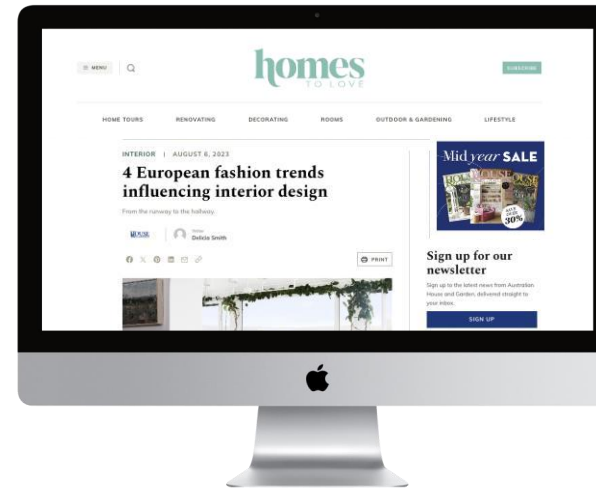 MENU
homes
TO LOVE
SUBSCRIBE
HOME TOURS
RENOVATING
DECORATING
ROOMS
OUTDOOR & GARDENING
LIFESTYLE
INTERIOR | AUGUST 6, 2023
4 European fashion trends
influencing interior design
From the runway to the hallway.
Delicia Smith
PRINT
Mid year SALE
SAVE
OVER
30%
Sign up for our
newsletter
Sign up to the latest news from Australian
House and Garden, delivered straight to
your inbox.
SIGN UP